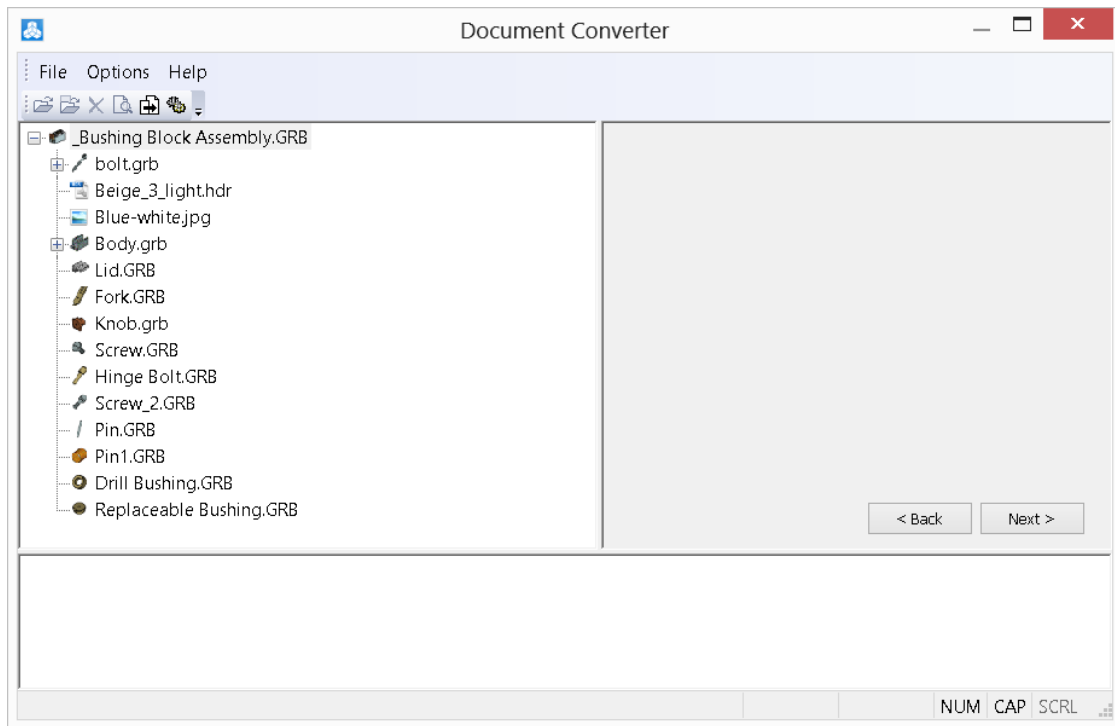 Document Converter
File Options Help
_Bushing Block Assembly.GRB
bolt.grb
Beige_3_light.hdr
Blue-white.jpg
Body.grb
Lid.GRB
Fork.GRB
Knob.grb
Screw.GRB
Hinge Bolt.GRB
Screw_2.GRB
Pin.GRB
Pin1.GRB
Drill Bushing.GRB
Replaceable Bushing.GRB
< Back Next >
NUM CAP SCRL